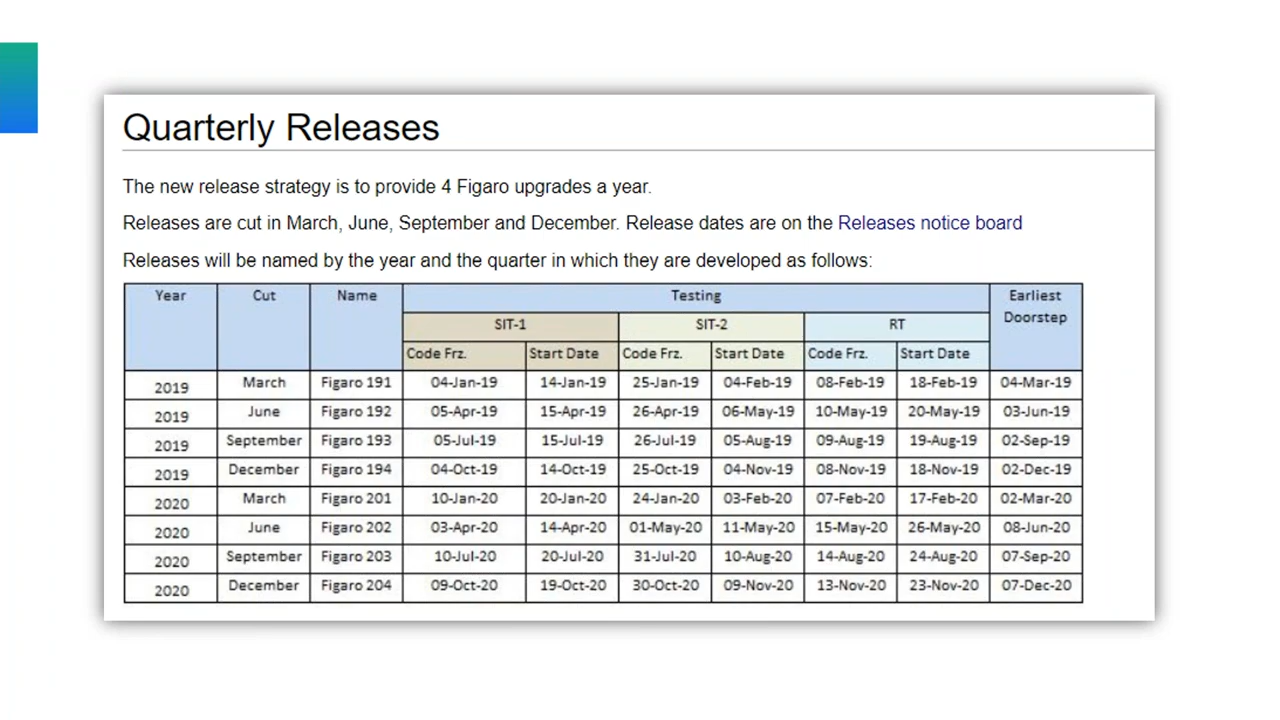 Quarterly Releases
The new release strategy is to provide 4 Figaro upgrades a year.
Releases are cut in March, June, September and December. Release dates are on the Releases notice board
Releases will be named by the year and the quarter in which they are developed as follows:
Year Cut Name Testing Earliest Doorstep
SIT-1 SIT-2 RT
Code Frz. Start Date Code Frz. Start Date Code Frz. Start Date
2019 March Figaro 191 04-Jan-19 14-Jan-19 25-Jan-19 04-Feb-19 08-Feb-19 18-Feb-19 04-Mar-19
2019 June Figaro 192 05-Apr-19 15-Apr-19 26-Apr-19 06-May-19 10-May-19 20-May-19 03-Jun-19
2019 September Figaro 193 05-Jul-19 15-Jul-19 26-Jul-19 05-Aug-19 09-Aug-19 19-Aug-19 02-Sep-19
2019 December Figaro 194 04-Oct-19 14-Oct-19 25-Oct-19 04-Nov-19 08-Nov-19 18-Nov-19 02-Dec-19
2020 March Figaro 201 10-Jan-20 20-Jan-20 24-Jan-20 03-Feb-20 07-Feb-20 17-Feb-20 02-Mar-20
2020 June Figaro 202 03-Apr-20 14-Apr-20 01-May-20 11-May-20 15-May-20 26-May-20 08-Jun-20
2020 September Figaro 203 10-Jul-20 20-Jul-20 31-Jul-20 10-Aug-20 14-Aug-20 24-Aug-20 07-Sep-20
2020 December Figaro 204 09-Oct-20 19-Oct-20 30-Oct-20 09-Nov-20 13-Nov-20 23-Nov-20 07-Dec-20